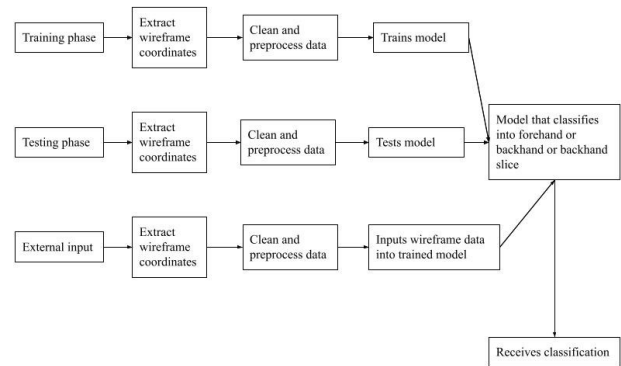 Training phase
Extract
wireframe
coordinates
Clean and
preprocess data
Trains model
Testing phase
Extract
wireframe
coordinates
Clean and
preprocess data
Tests model
Model that classifies
into forehand or
backhand or backhand
slice
External input
Extract
wireframe
coordinates
Clean and
preprocess data
Inputs wireframe data
into trained model
Receives classification